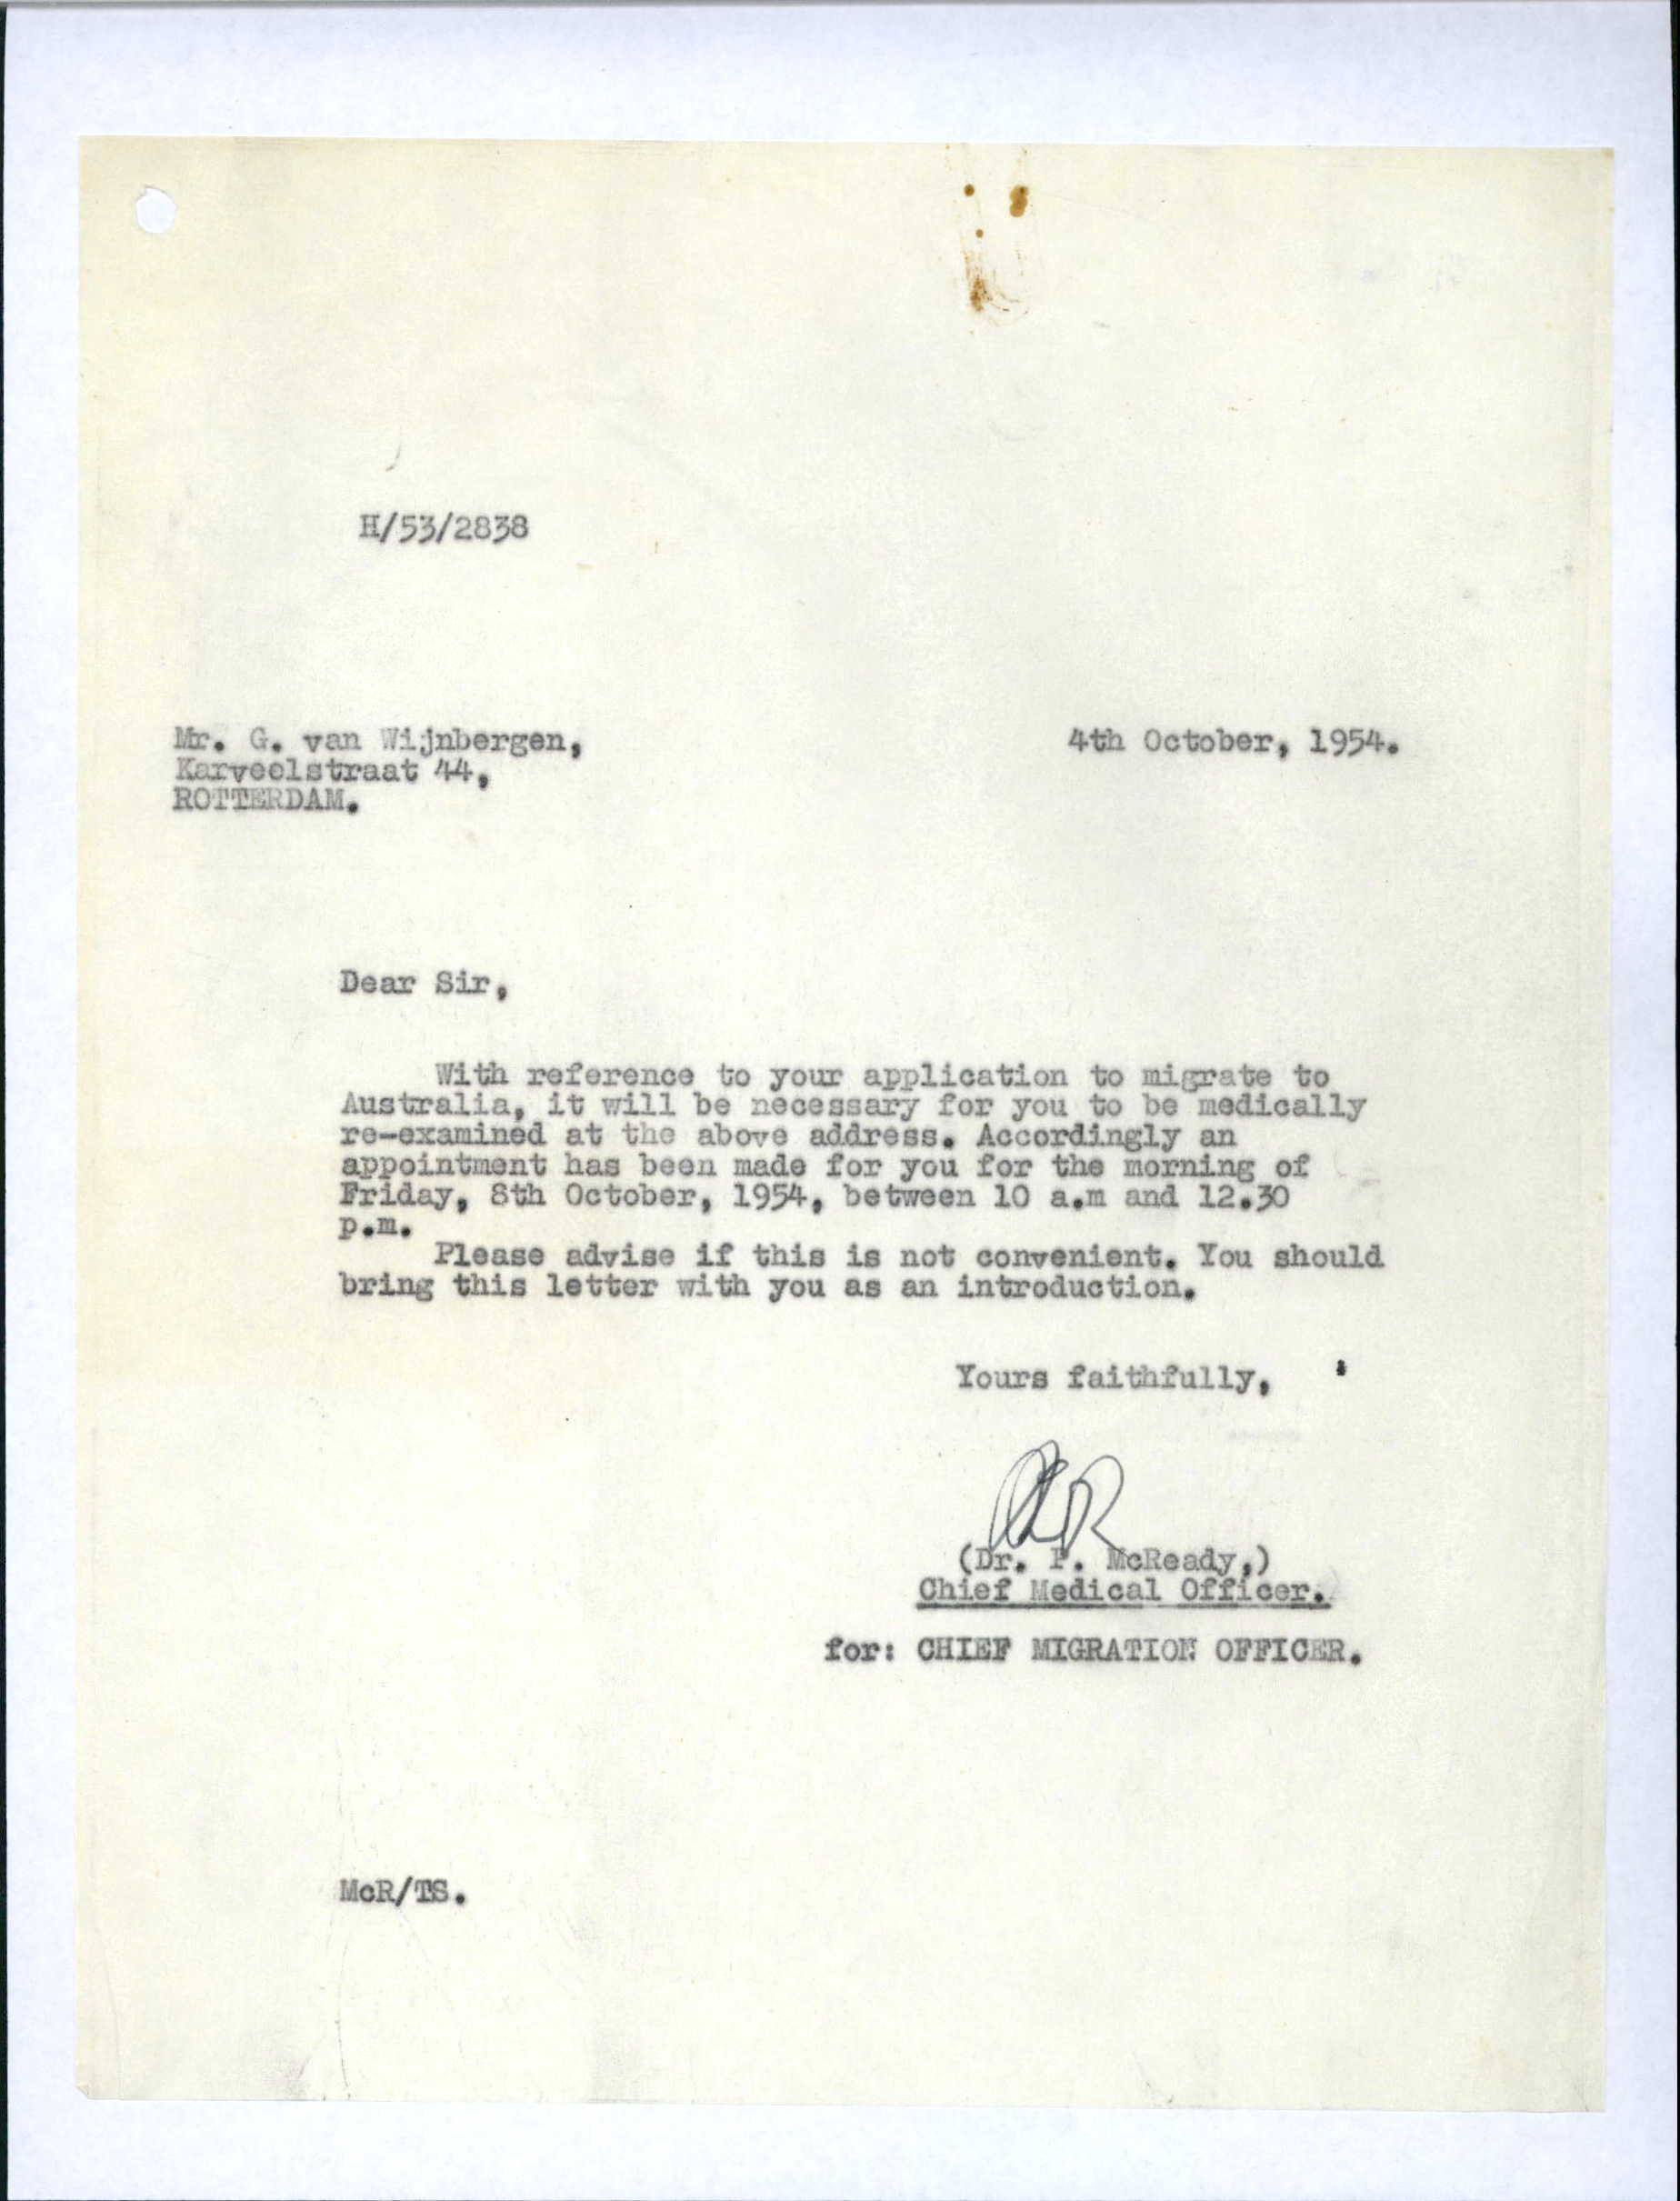 H/53/2838
Mr. G. van Wijnbergen,
4th October, 1954.
Karveelstraat 44,
ROTTERDAM.
Dear Sir,
With reference to your application to migrate to
Australia, it will be necessary for you to be medically
re-examined at the above address. Accordingly an
appointment has been made for you for the morning of
Friday, 8th October, 1954, between 10 a.m and 12.30
p.m.
Please advise if this is not convenient. You should
bring this letter with you as an introduction.
Yours faithfully,
(Dr. P. McReady,)
Chief Medical Officer.
for: CHIEF MIGRATION OFFICER.
McR/TS.